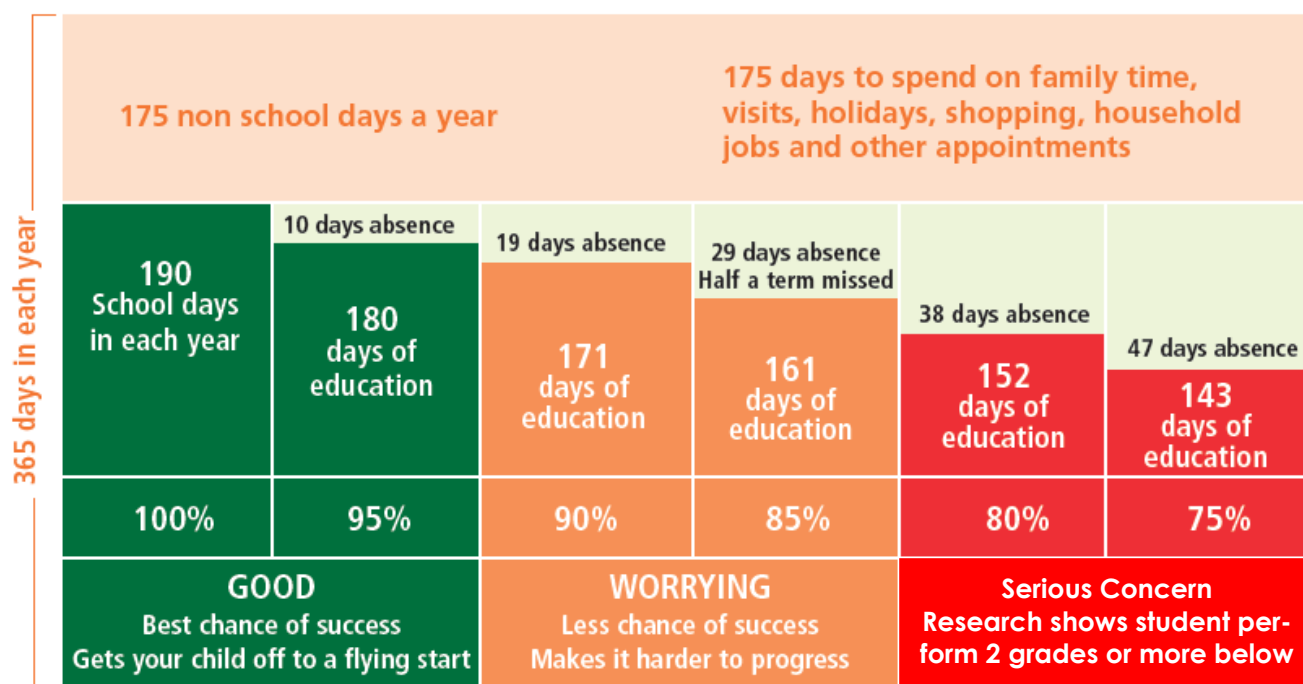 175 non school days a year
175 days to spend on family time,
visits, holidays, shopping, household
jobs and other appointments
365 days in each year
190
School days
in each year
10 days absence
180
days of
education
19 days absence
171
days of
education
29 days absence
Half a term missed
161
days of
education
38 days absence
152
days of
education
47 days absence
143
days of
education
100%
95%
90%
85%
80%
75%
GOOD
Best chance of success
Gets your child off to a flying start
WORRYING
Less chance of success
Makes it harder to progress
Serious Concern
Research shows student per-
form 2 grades or more below